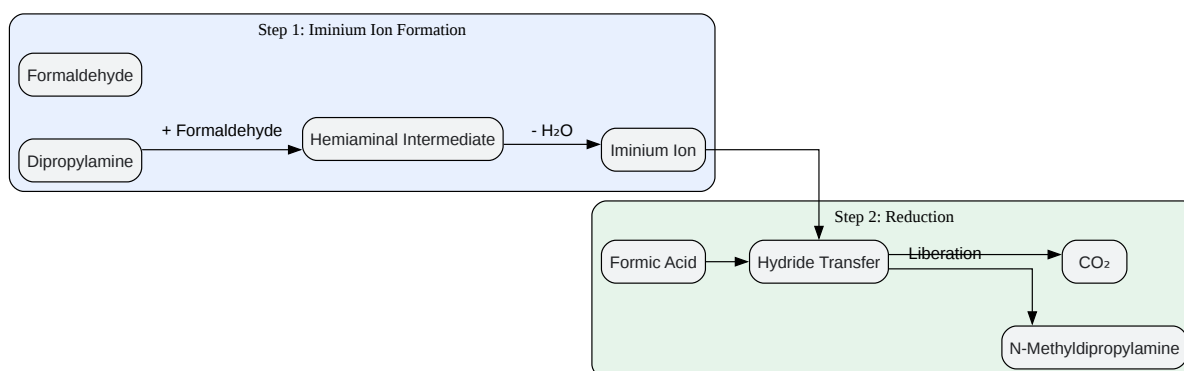 Step 1: Iminium Ion Formation
Formaldehyde
+ Formaldehyde
Dipropylamine
Hemiaminal Intermediate
- H₂O
Iminium Ion
Step 2: Reduction
Formic Acid
Hydride Transfer
Liberation
CO₂
N-Methyldipropylamine